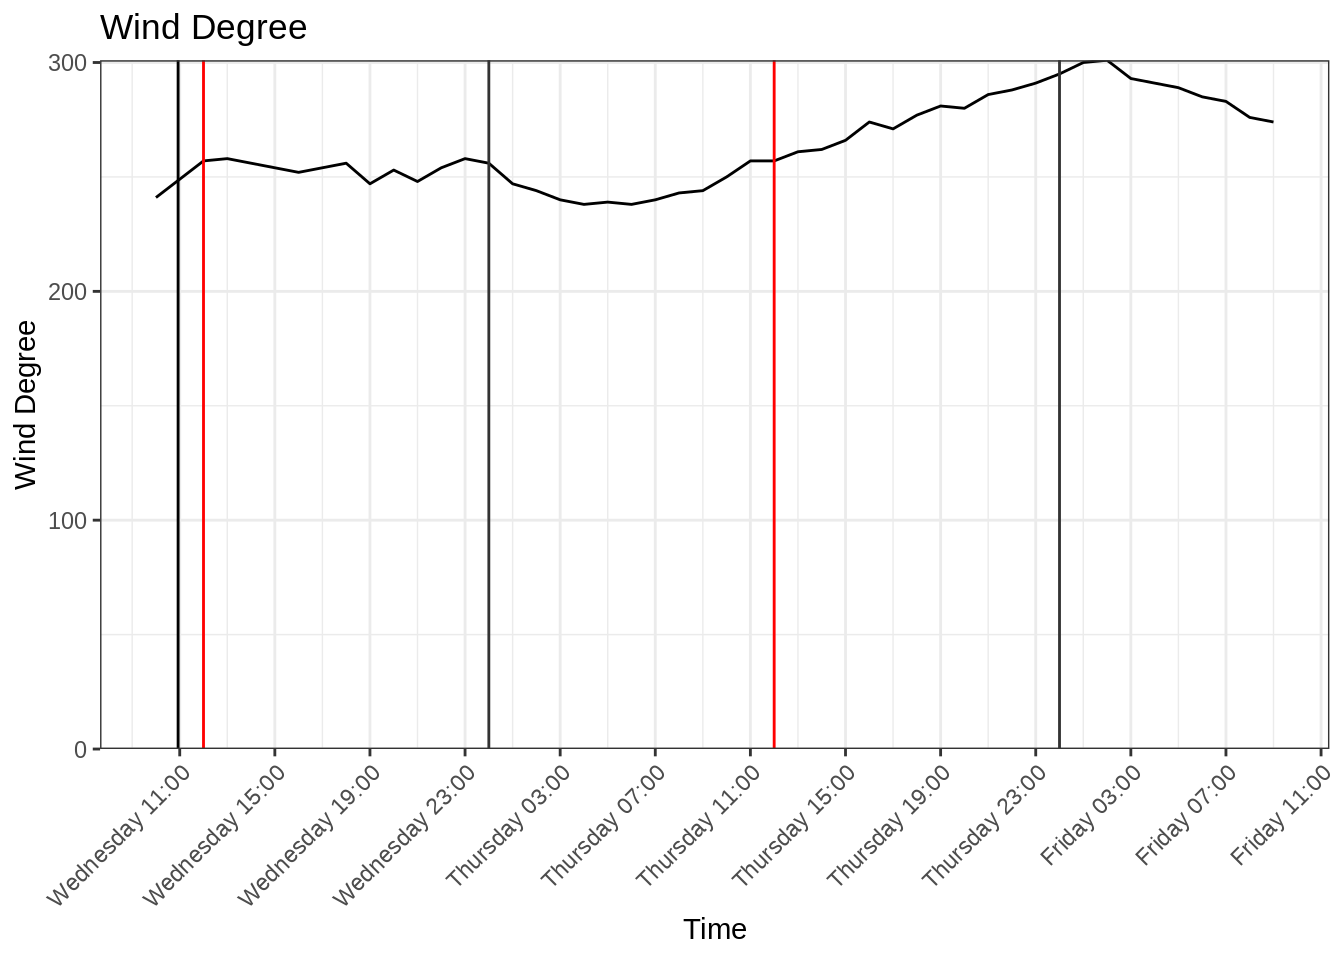 Wind Degree
Wind Degree
300
200
100
0
Wednesday 11:00
Wednesday 15:00
Wednesday 19:00
Wednesday 23:00
Thursday 03:00
Thursday 07:00
Thursday 11:00
Thursday 15:00
Thursday 19:00
Thursday 23:00
Friday 03:00
Friday 07:00
Friday 11:00
Time